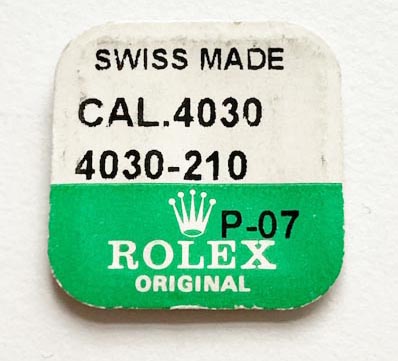 SWISS MADE
CAL.4030
4030-210
P-07
ROLEX
ORIGINAL